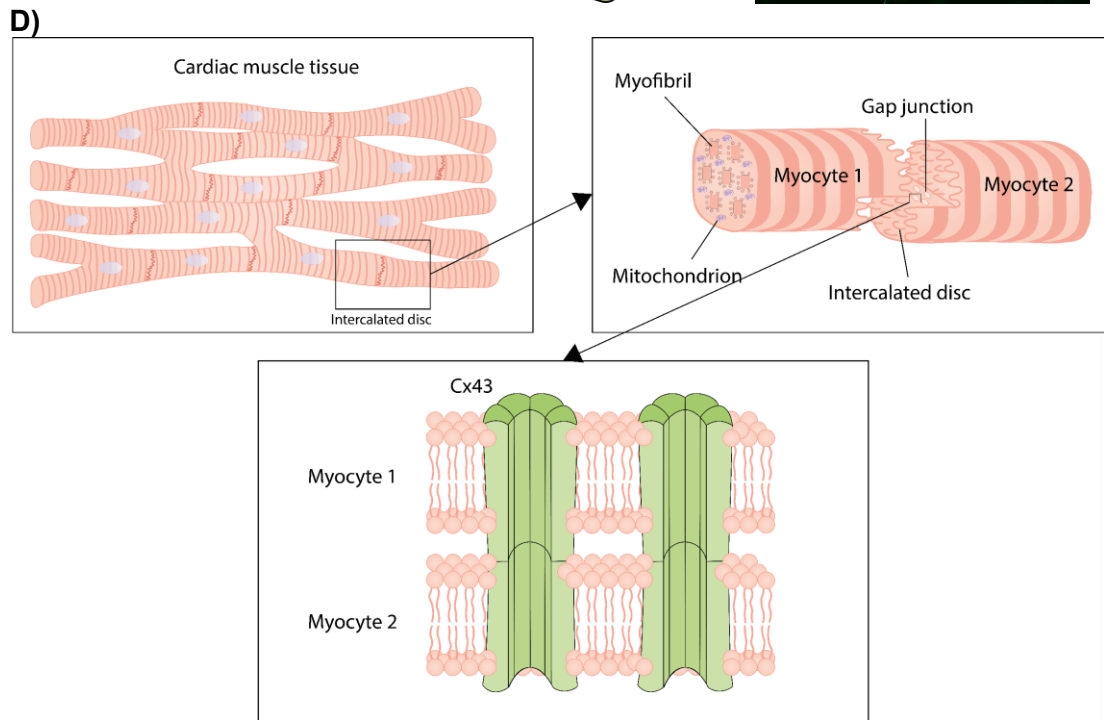 D)
Cardiac muscle tissue
Intercalated disc
Myofibril
Gap junction
Myocyte 1
Myocyte 2
Mitochondrion
Intercalated disc
Cx43
Myocyte 1
Myocyte 2